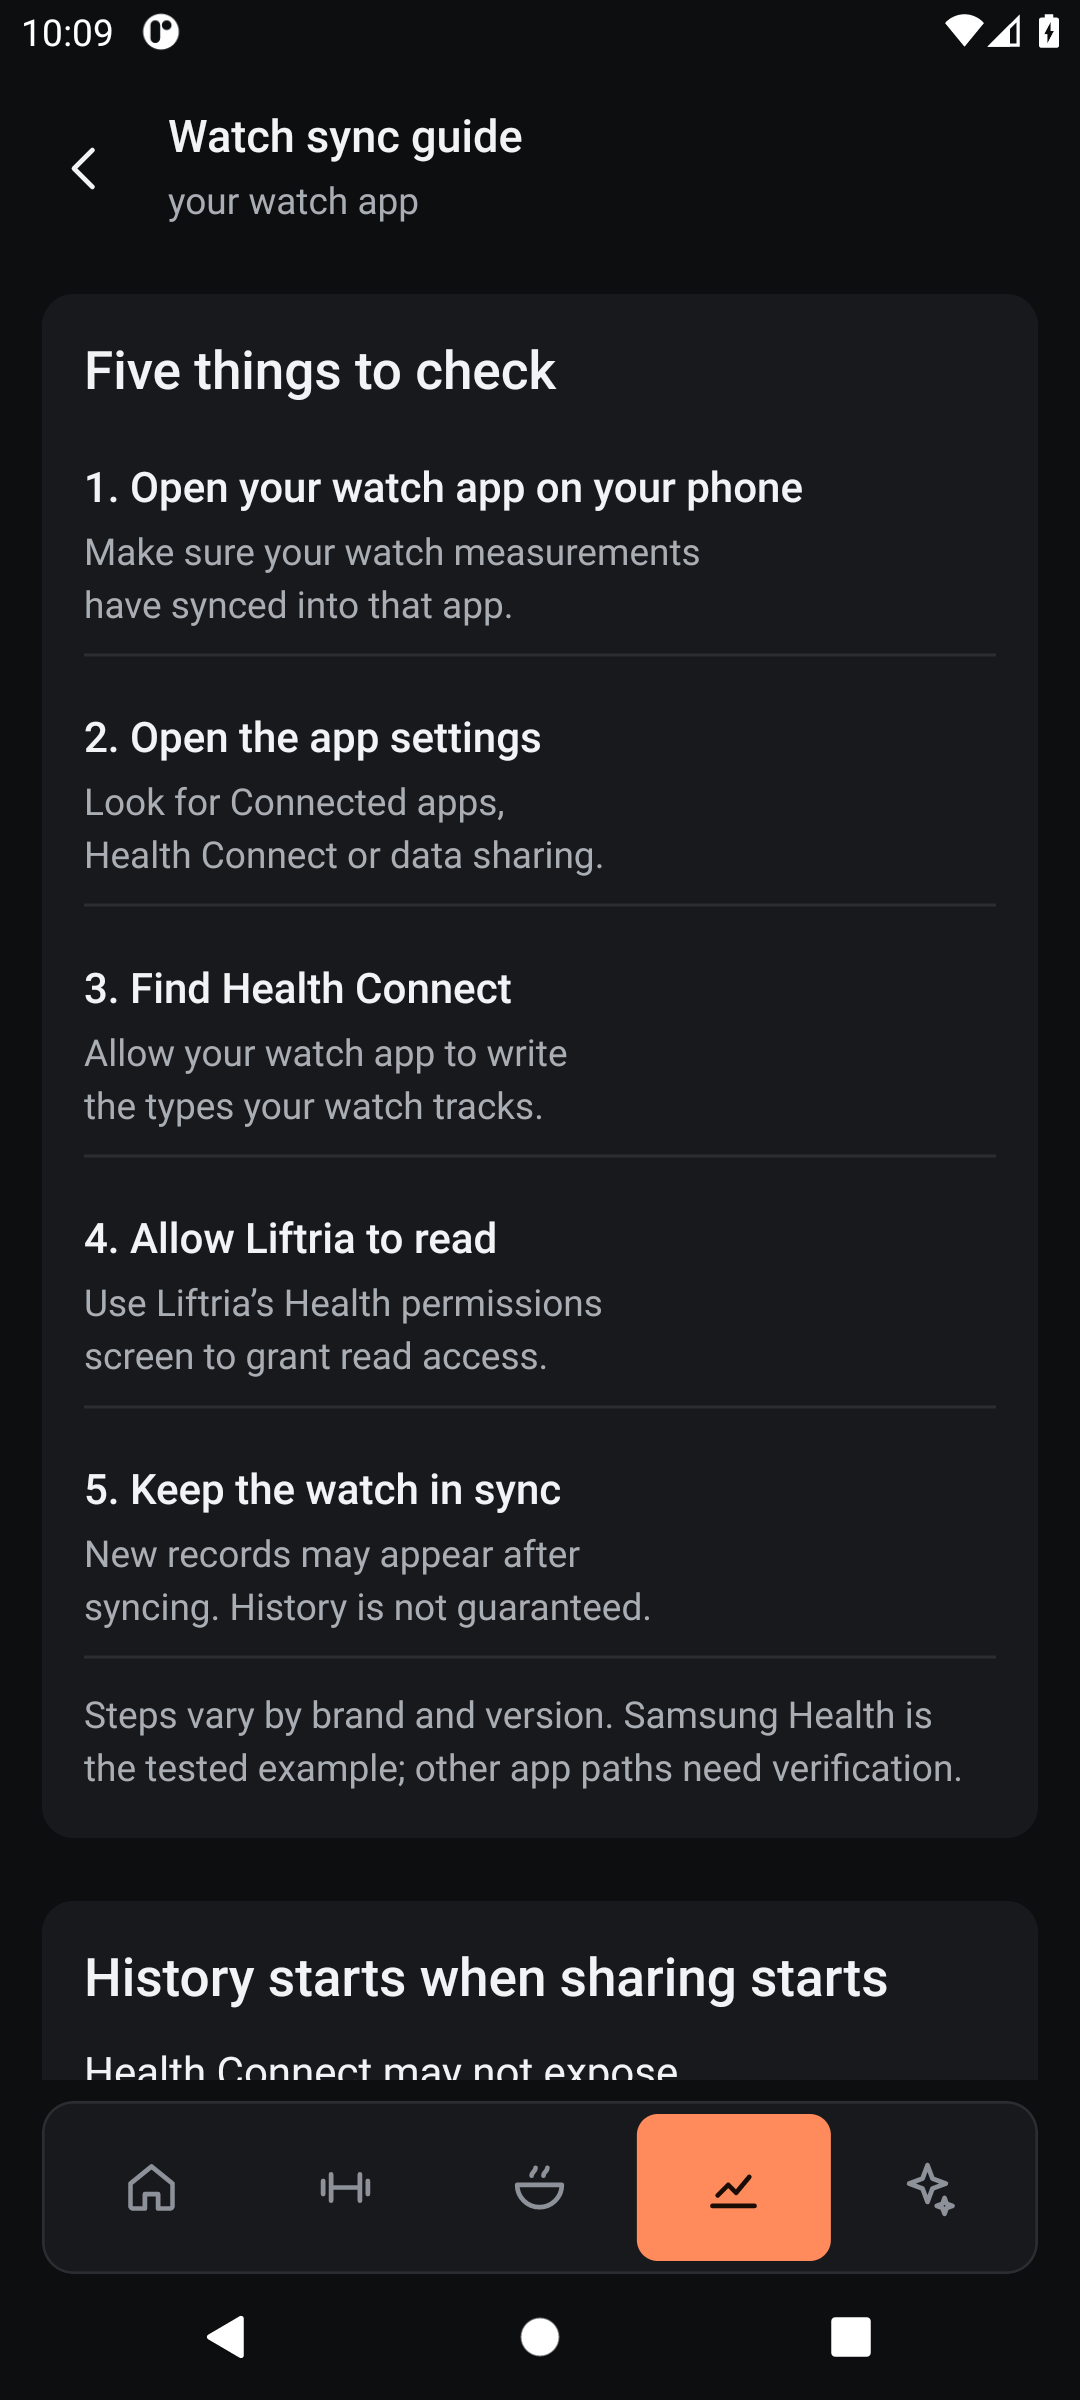 10:09
Watch sync guide
your watch app
Five things to check
1. Open your watch app on your phone
Make sure your watch measurements
have synced into that app.
2. Open the app settings
Look for Connected apps,
Health Connect or data sharing.
3. Find Health Connect
Allow your watch app to write
the types your watch tracks.
4. Allow Liftria to read
Use Liftria’s Health permissions
screen to grant read access.
5. Keep the watch in sync
New records may appear after
syncing. History is not guaranteed.
Steps vary by brand and version. Samsung Health is
the tested example; other app paths need verification.
History starts when sharing starts
Health Connect may not expose